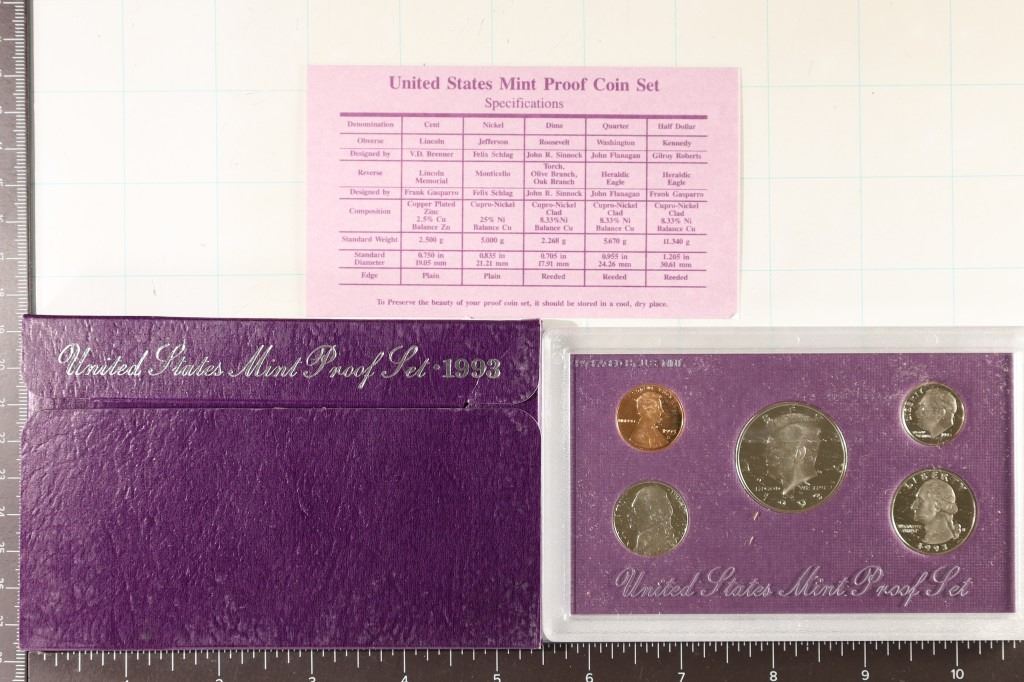 United States Mint Proof Coin Set
Specifications
Denomination Cent Nickel Dime Quarter Half Dollar
Obverse Lincoln Jefferson Roosevelt Washington Kennedy
Designed by V.D. Brenner Felix Schlag John R. Sinnock John Flanagan Gilroy Roberts
Reverse Lincoln Memorial Monticello Torch, Olive Branch, Oak Branch Heraldic Eagle Heraldic Eagle
Designed by Frank Gasparro Felix Schlag John R. Sinnock John Flanagan Frank Gasparro
Composition Copper Plated Zinc 2.5% Cu Balance Zn Cupro-Nickel 25% Ni Balance Cu Cupro-Nickel Clad 8.33%Ni Balance Cu Cupro-Nickel Clad 8.33% Ni Balance Cu Cupro-Nickel Clad 8.33% Ni Balance Cu
Standard Weight 2.500 g 5.000 g 2.268 g 5.670 g 11.340 g
Standard Diameter 0.750 in 19.05 mm 0.835 in 21.21 mm 0.705 in 17.91 mm 0.955 in 24.26 mm 1.205 in 30.61 mm
Edge Plain Plain Reeded Reeded Reeded
To Preserve the beauty of your proof coin set, it should be stored in a cool, dry place.
United States Mint Proof Set • 1993
PACKAGED BY U.S. MINT
LIBERTY
1993
1993
United States Mint Proof Set
1 2 3 4 5 6 7 8 9 10